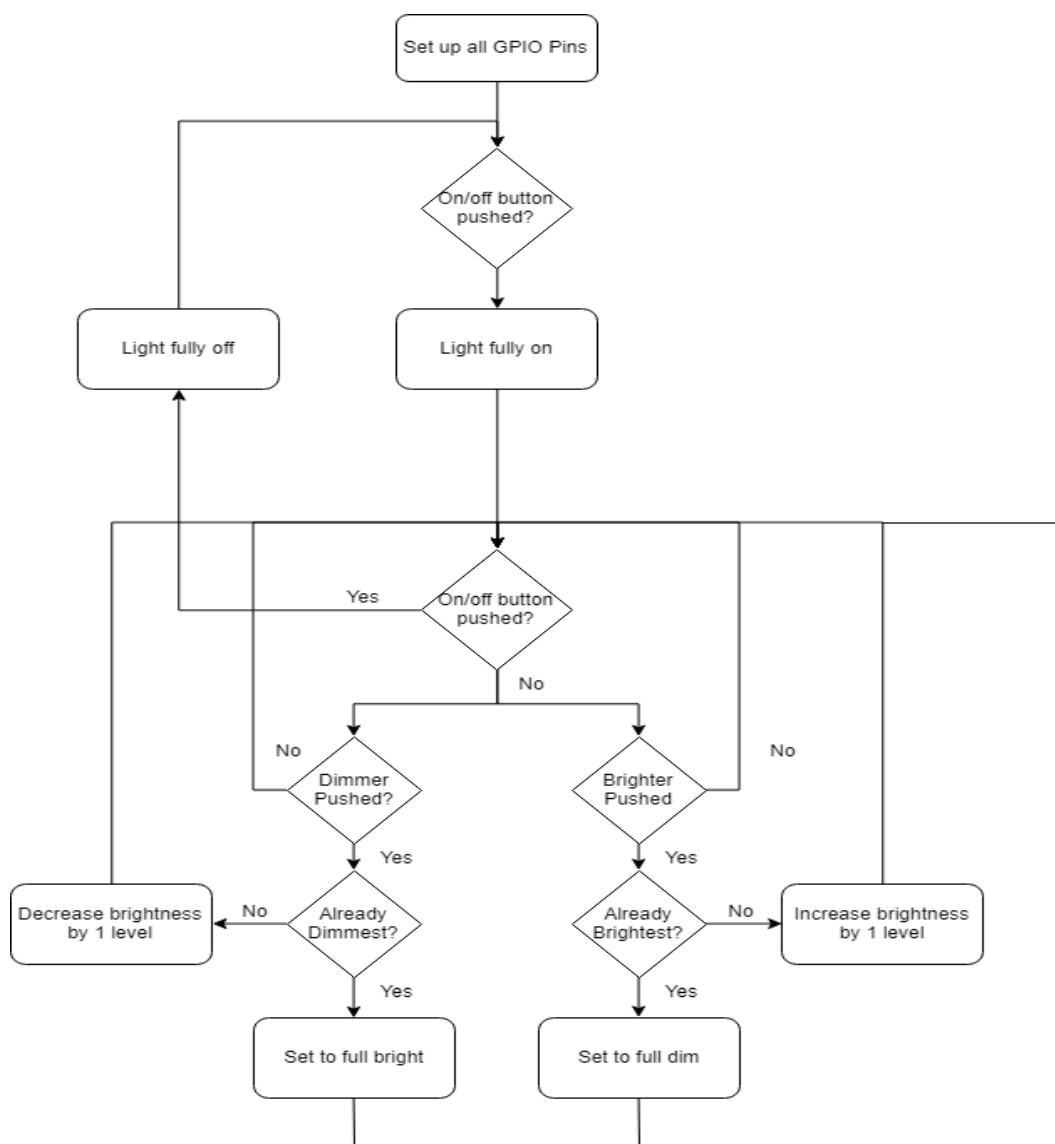 Set up all GPIO Pins
On/off button
pushed?
Light fully off
Light fully on
Yes
On/off button
pushed?
No
No
Dimmer
Pushed?
Brighter
Pushed
No
Yes
Yes
Decrease brightness
by 1 level
No
Already
Dimmest?
Already
Brightest?
No
Increase brightness
by 1 level
Yes
Yes
Set to full bright
Set to full dim